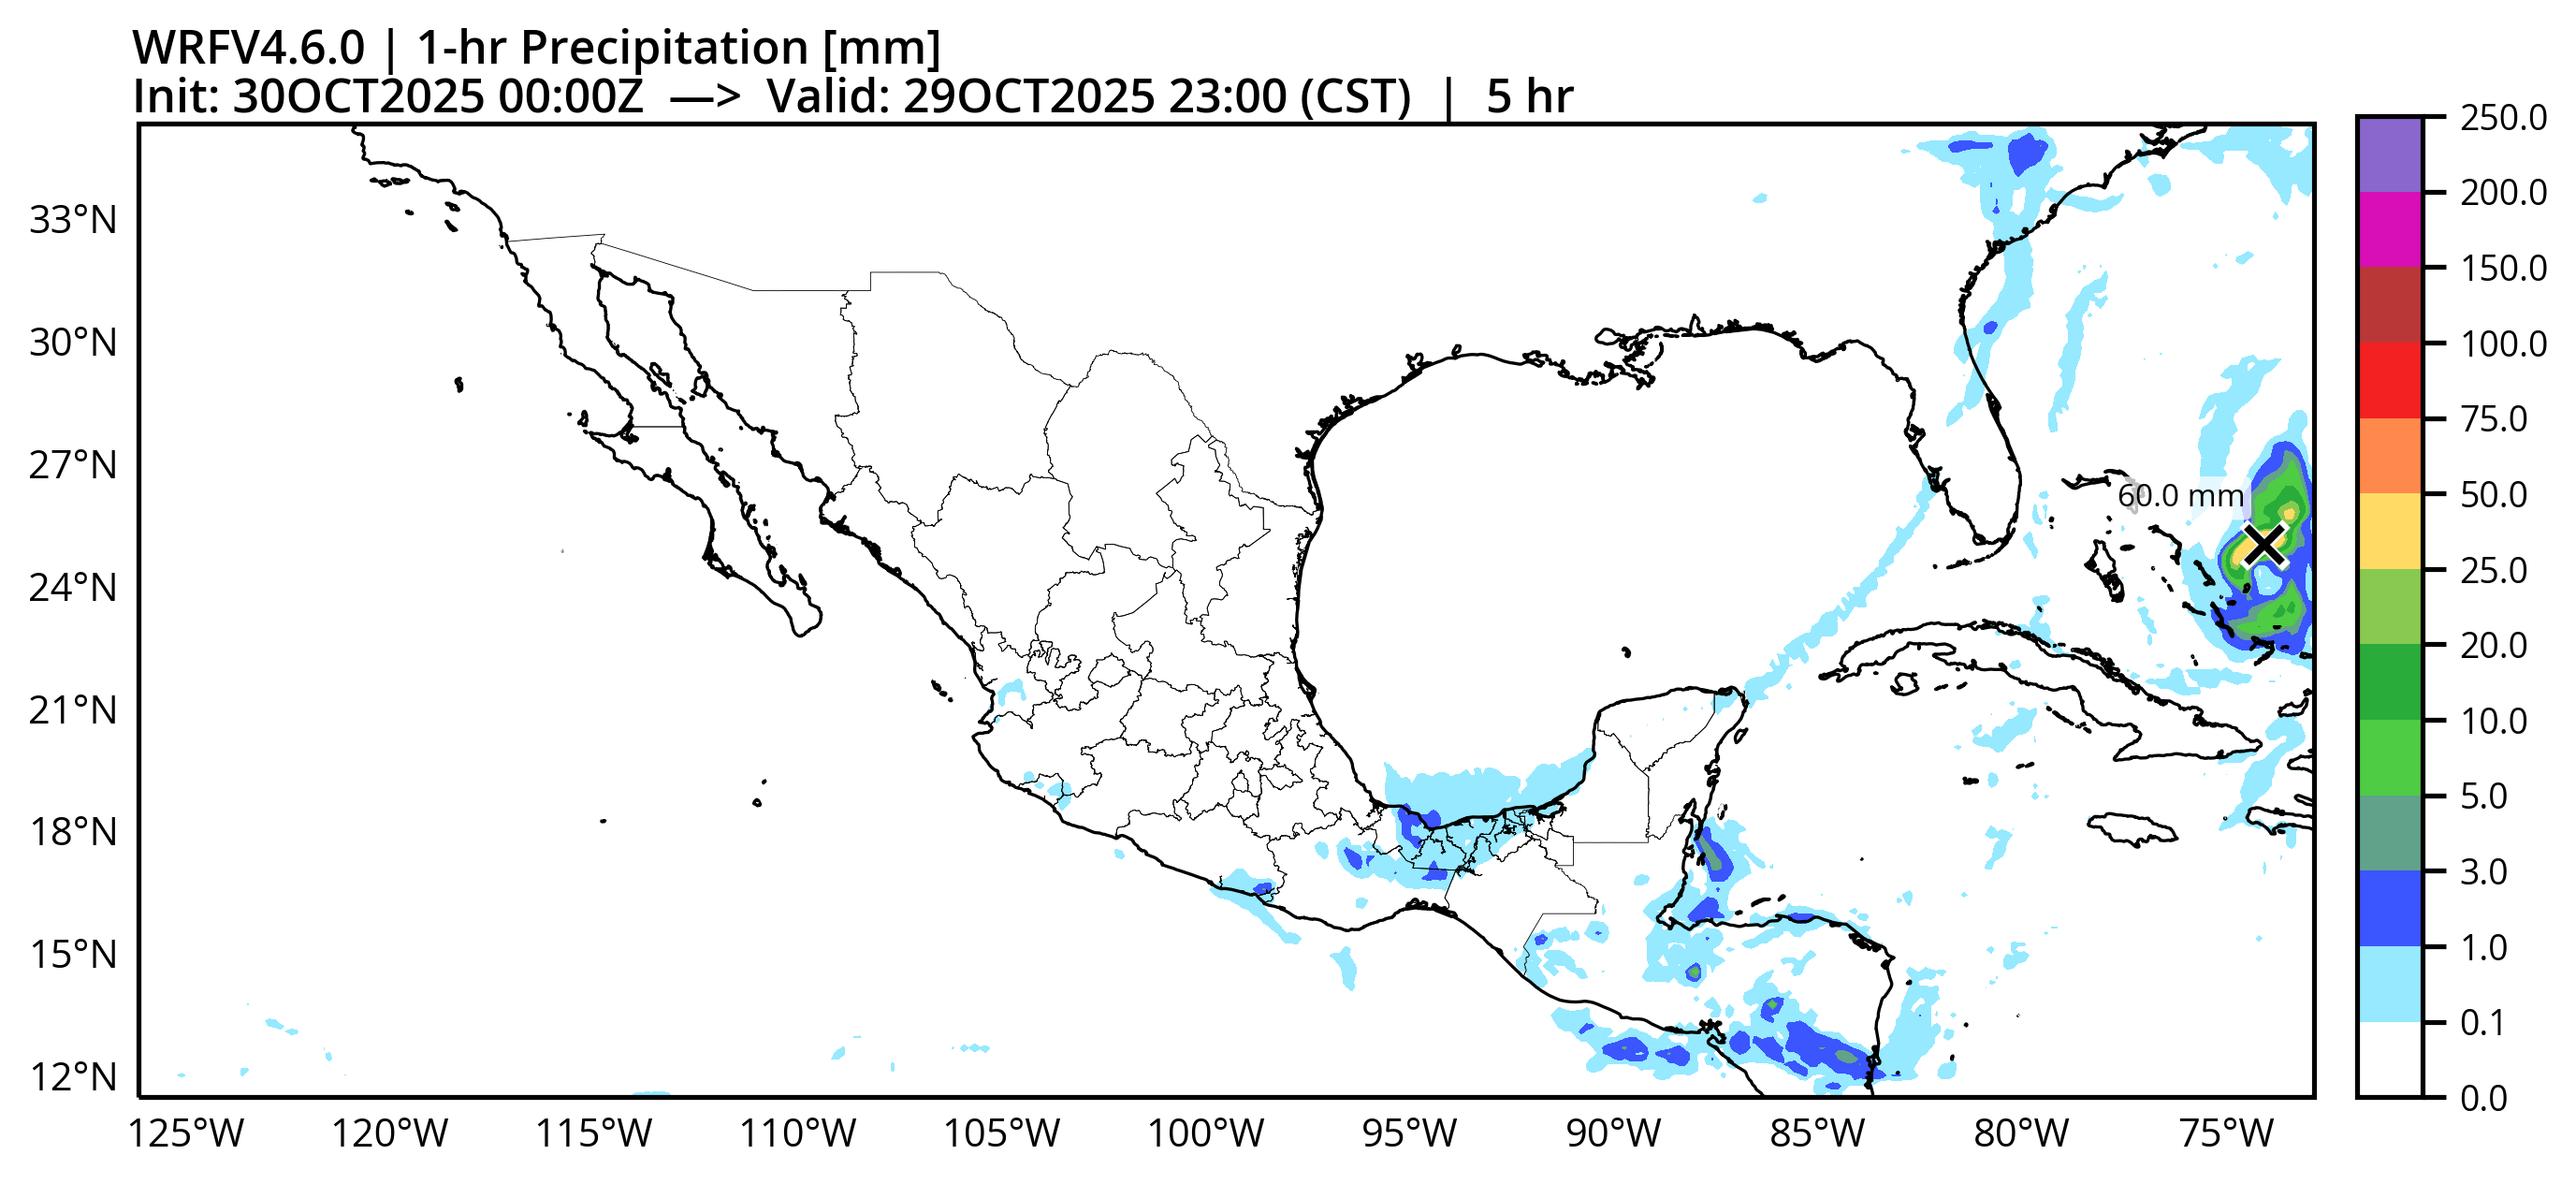 WRFV4.6.0 | 1-hr Precipitation [mm]
Init: 30OCT2025 00:00Z —> Valid: 29OCT2025 23:00 (CST) | 5 hr
250.0
200.0
150.0
100.0
75.0
50.0
25.0
20.0
10.0
5.0
3.0
1.0
0.1
0.0
33°N
30°N
27°N
24°N
21°N
18°N
15°N
12°N
60.0 mm
125°W 120°W 115°W 110°W 105°W 100°W 95°W 90°W 85°W 80°W 75°W